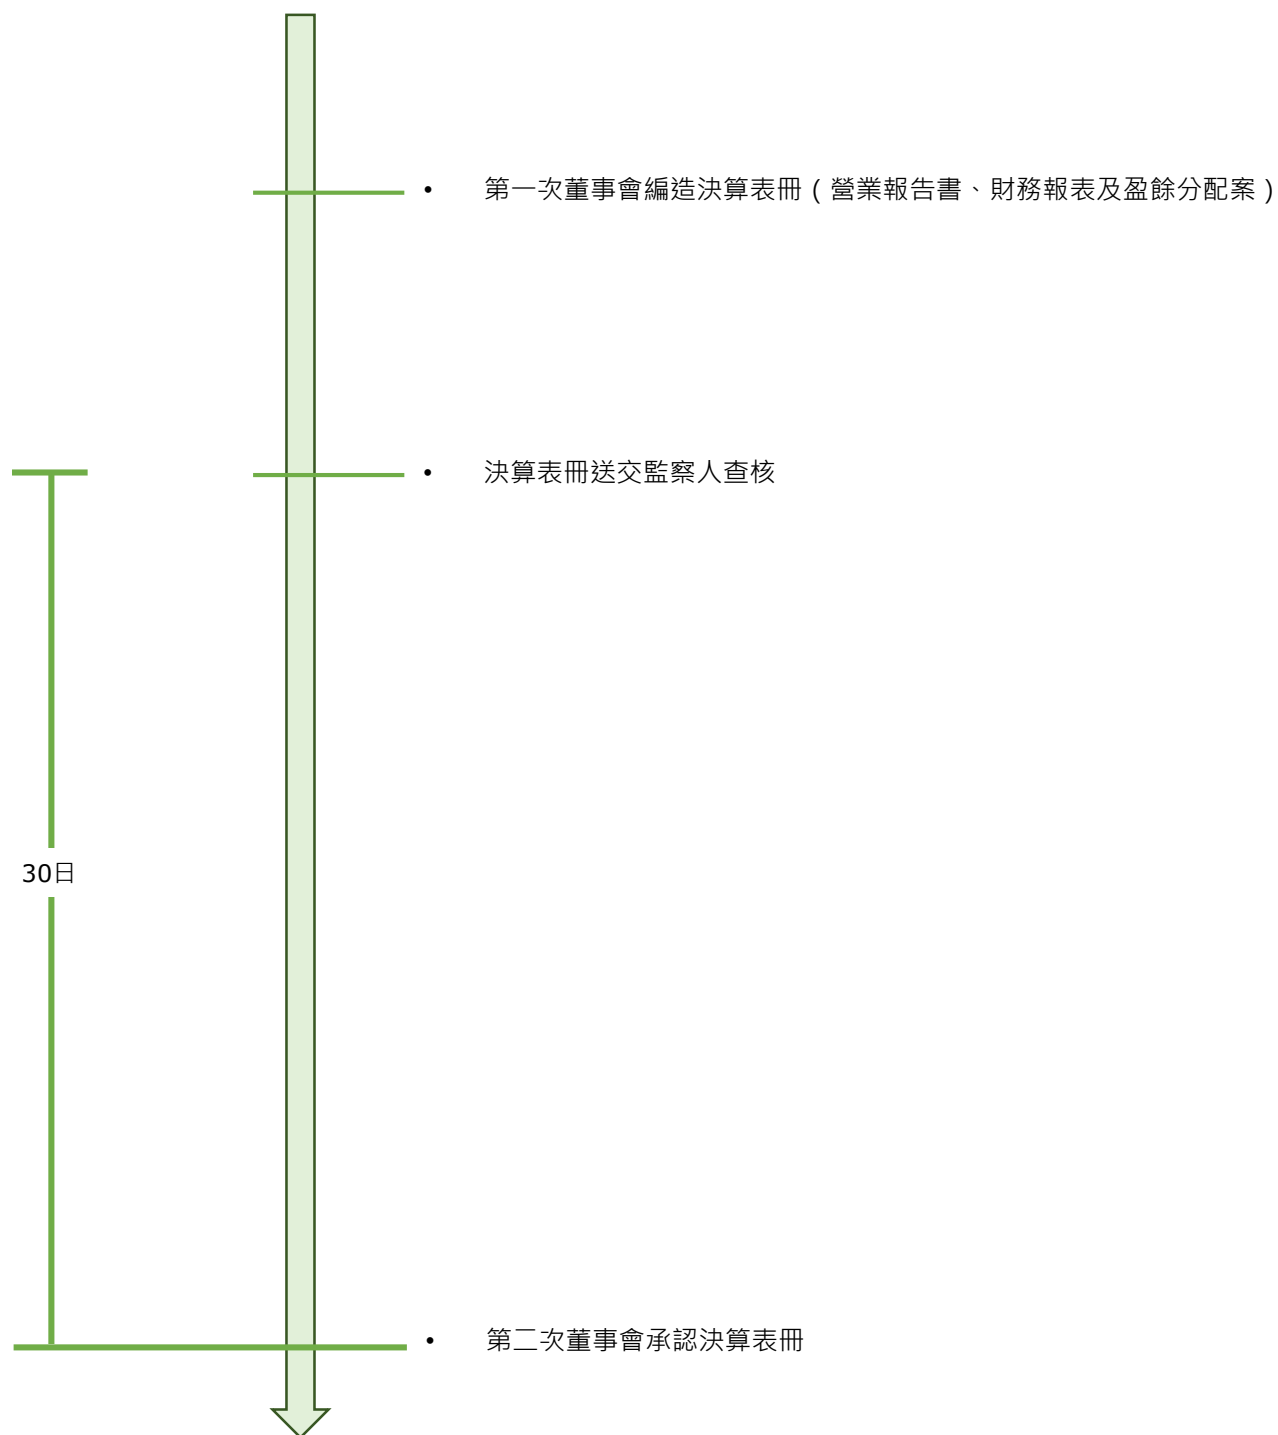 • 第一次董事會編造決算表冊（營業報告書、財務報表及盈餘分配案）
• 決算表冊送交監察人查核
30日
• 第二次董事會承認決算表冊